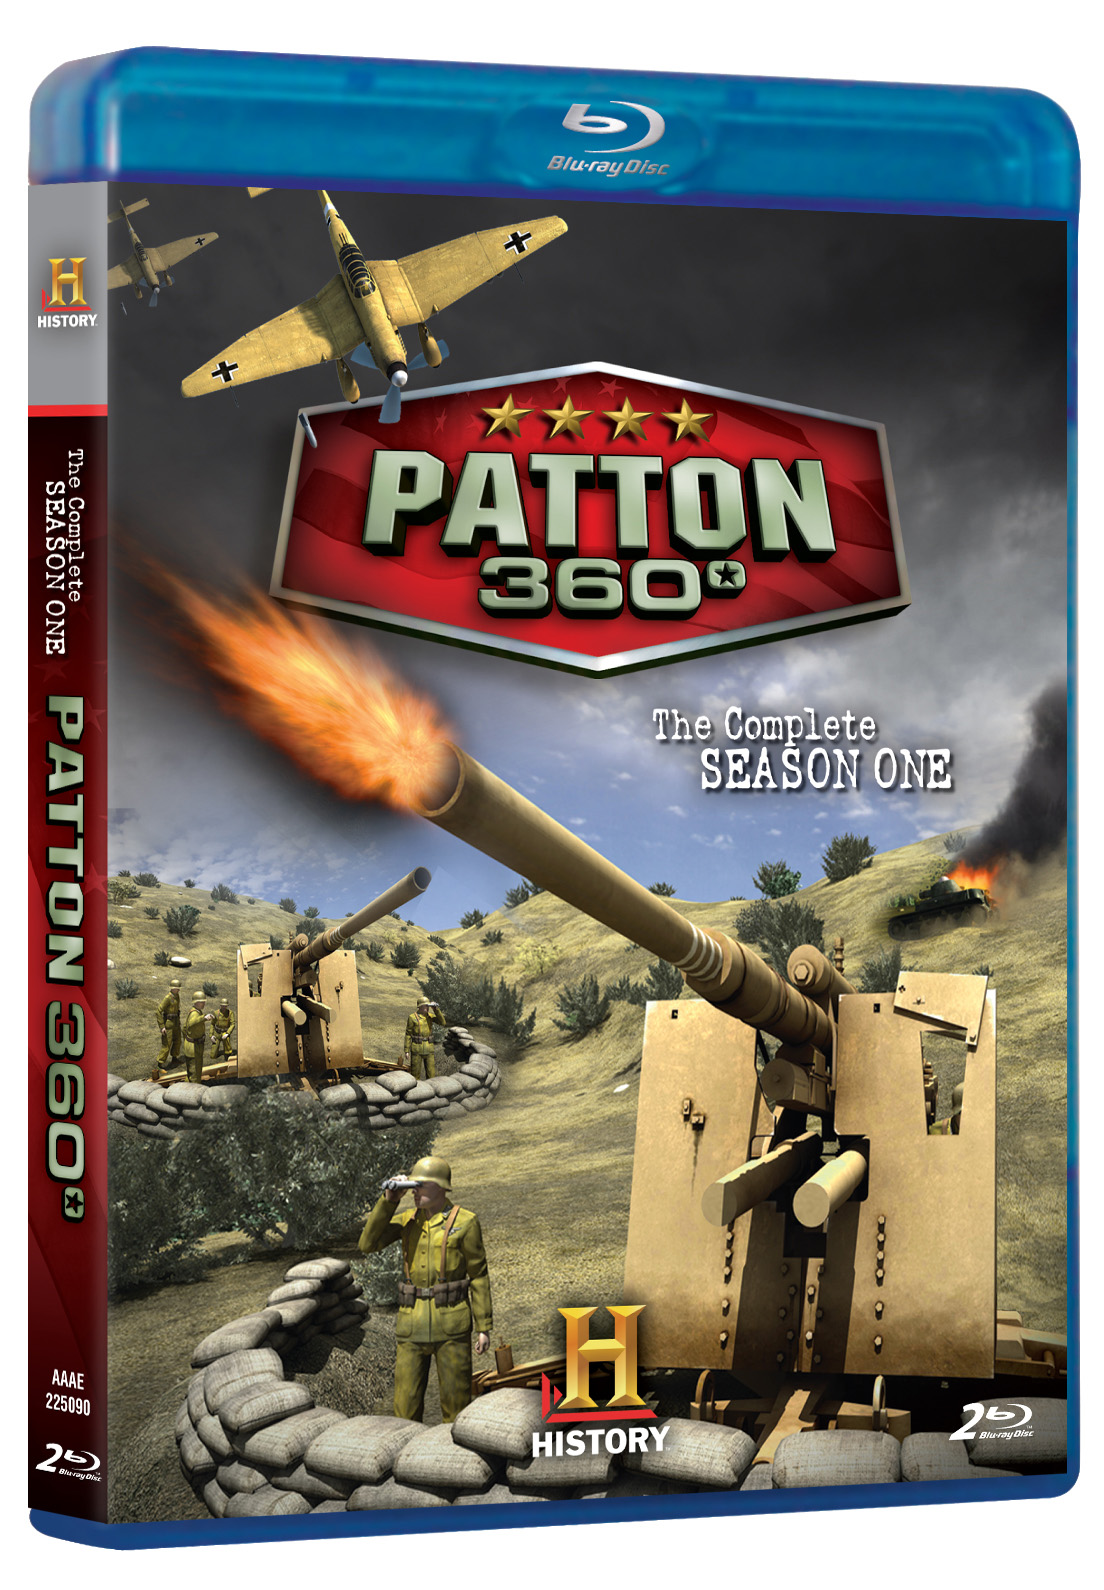 Blu-ray Disc
H
HISTORY
The Complete
SEASON ONE
PATTON 360°
AAAE
225090
2 Blu-ray Disc
PATTON
360°
The Complete
SEASON ONE
H
HISTORY
2 Blu-ray Disc